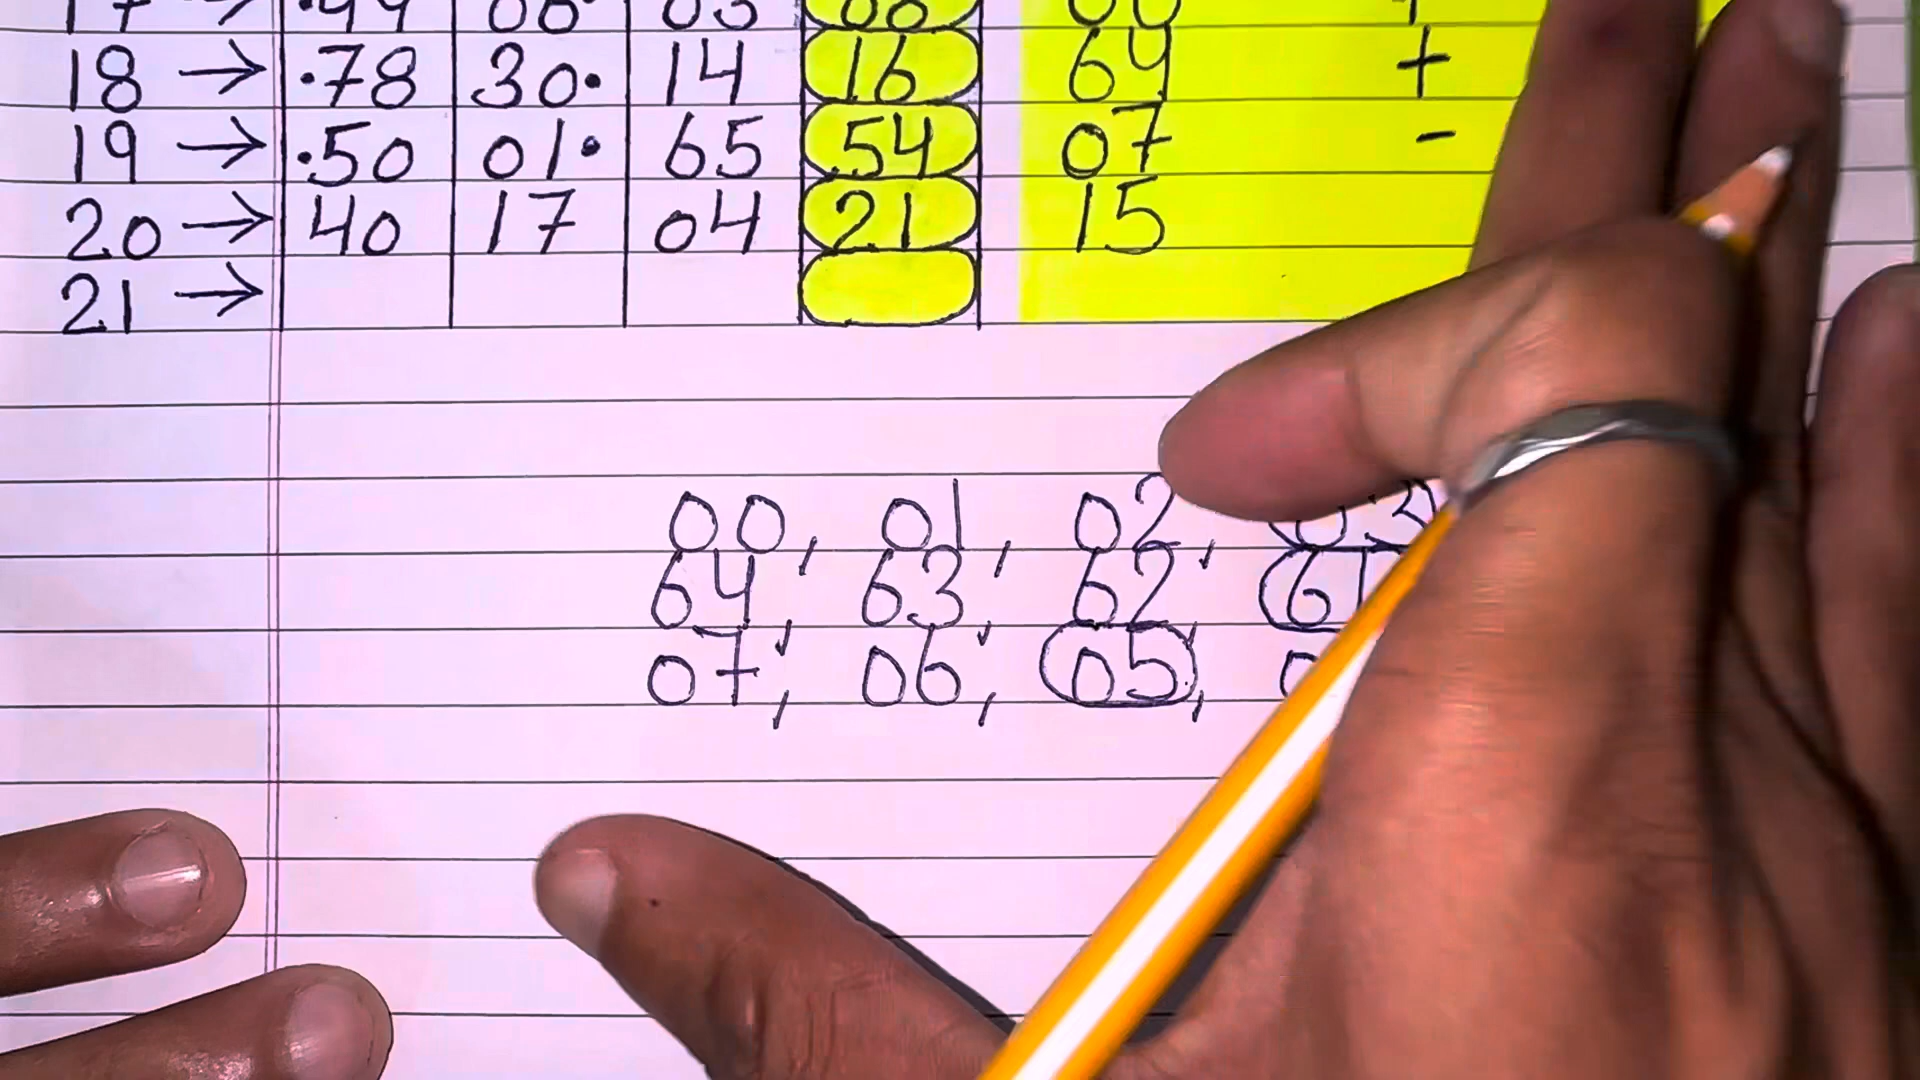 18 → .78 30. 14 16 64 +
19 → .50 01. 65 54 07 -
20 → 40 17 04 21 15
21 →
00, 01, 02,
64, 63, 62,
07, 06, 05,